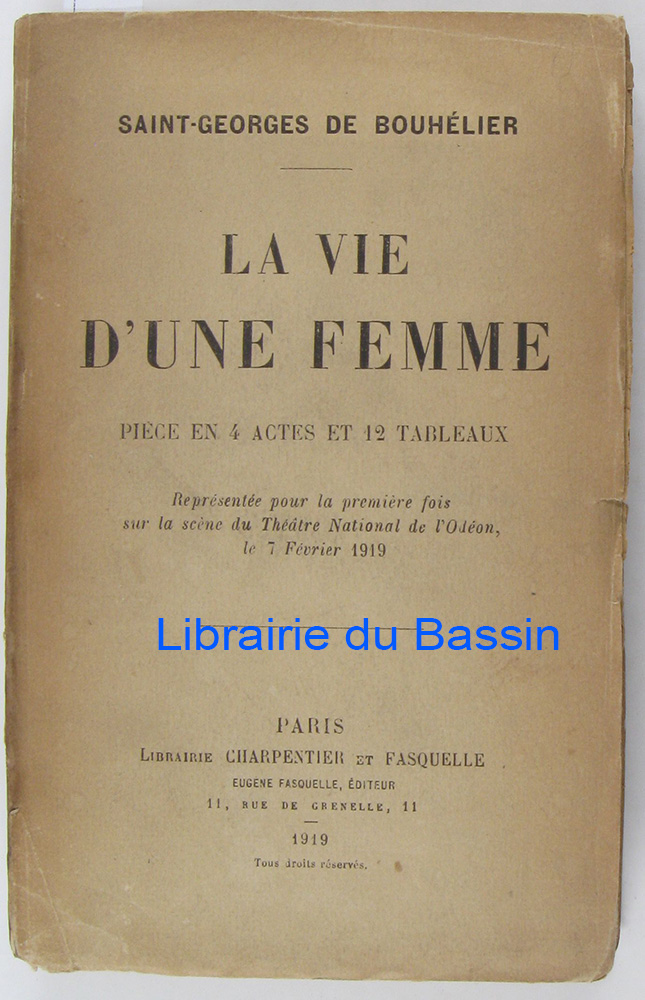 SAINT-GEORGES DE BOUHÉLIER
LA VIE
D'UNE FEMME
PIÈCE EN 4 ACTES ET 12 TABLEAUX
Représentée pour la première fois
sur la scène du Théâtre National de l'Odéon,
le 7 Février 1919
Librairie du Bassin
PARIS
LIBRAIRIE CHARPENTIER ET FASQUELLE
EUGÈNE FASQUELLE, ÉDITEUR
11, RUE DE GRENELLE, 11
1919
Tous droits réservés.